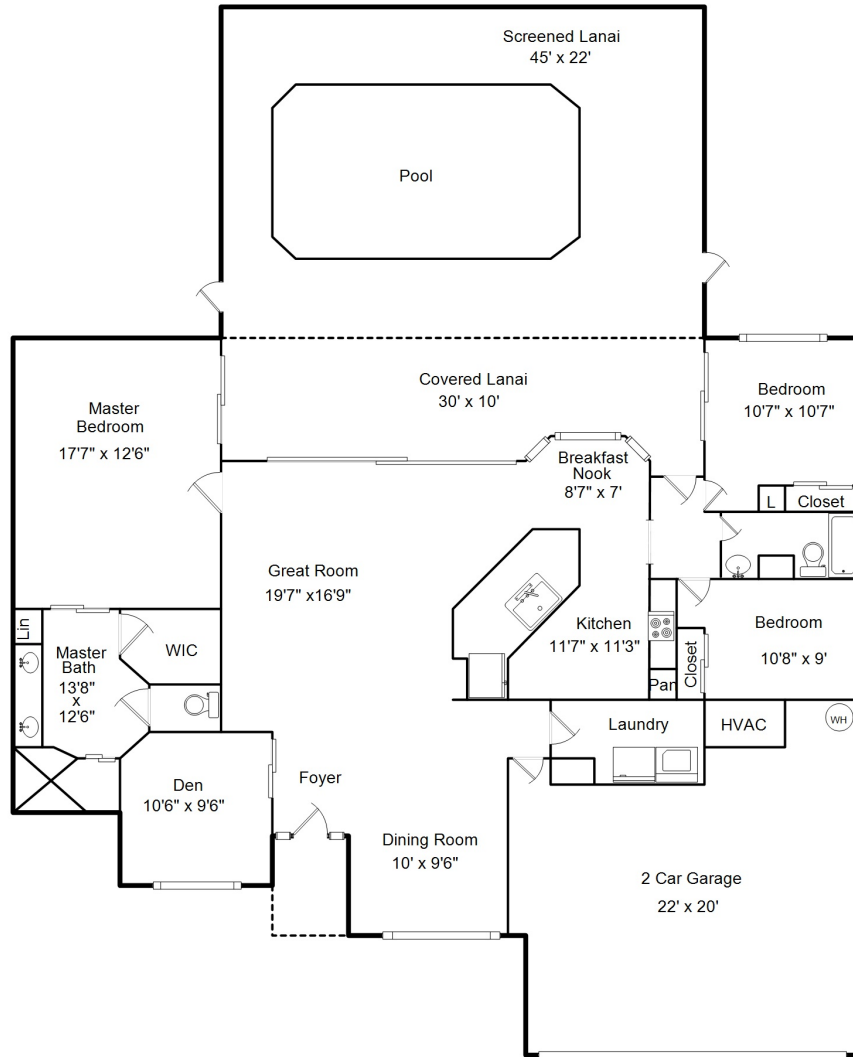 Screened Lanai
45' x 22'
Pool
Covered Lanai
30' x 10'
Master
Bedroom
17'7" x 12'6"
Bedroom
10'7" x 10'7"
Breakfast
Nook
8'7" x 7'
L
Closet
Great Room
19'7" x16'9"
Kitchen
11'7" x 11'3"
Bedroom
10'8" x 9'
Closet
Pan
Lin
Master
Bath
13'8"
x
12'6"
WIC
Laundry
HVAC
WH
Den
10'6" x 9'6"
Foyer
Dining Room
10' x 9'6"
2 Car Garage
22' x 20'